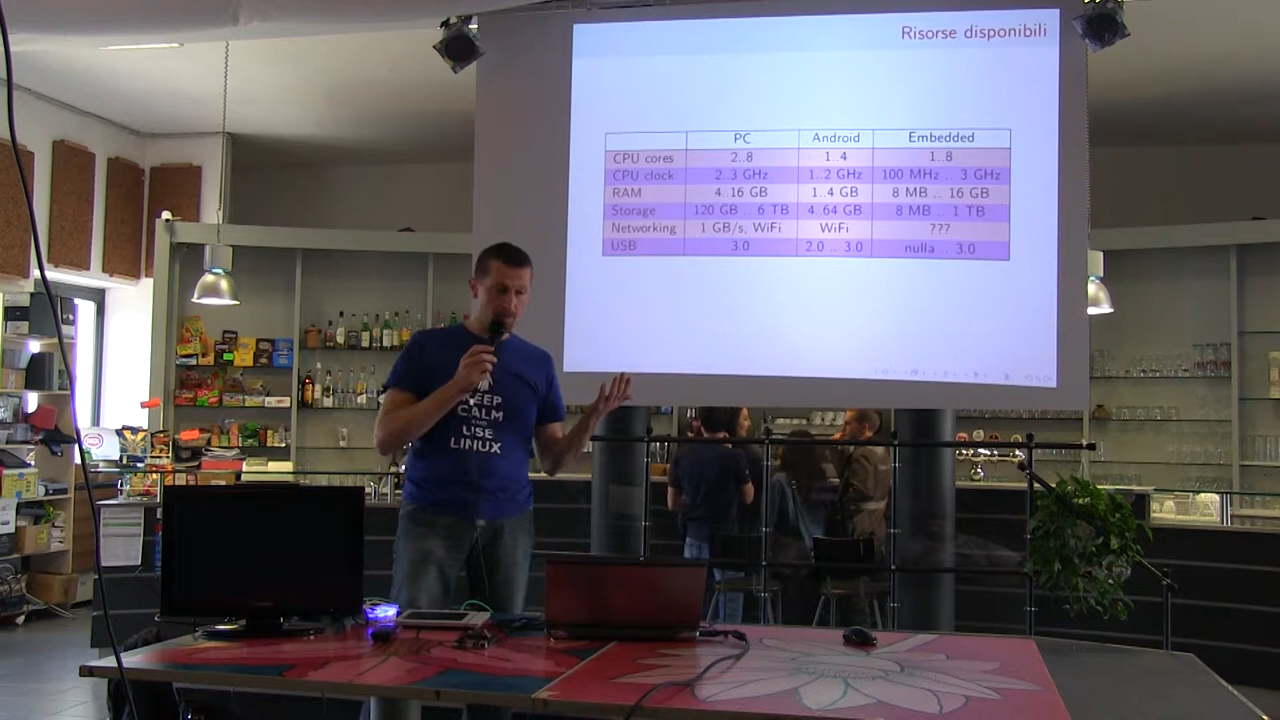 Risorse disponibili
PC Android Embedded
CPU cores 2..8 1..4 1..8
CPU clock 2..3 GHz 1..2 GHz 100 MHz .. 3 GHz
RAM 4..16 GB 1..4 GB 8 MB .. 16 GB
Storage 120 GB .. 6 TB 4..64 GB 8 MB .. 1 TB
Networking 1 GB/s, WiFi WiFi ???
USB 3.0 2.0 .. 3.0 nulla .. 3.0
KEEP
CALM
AND
USE
LINUX